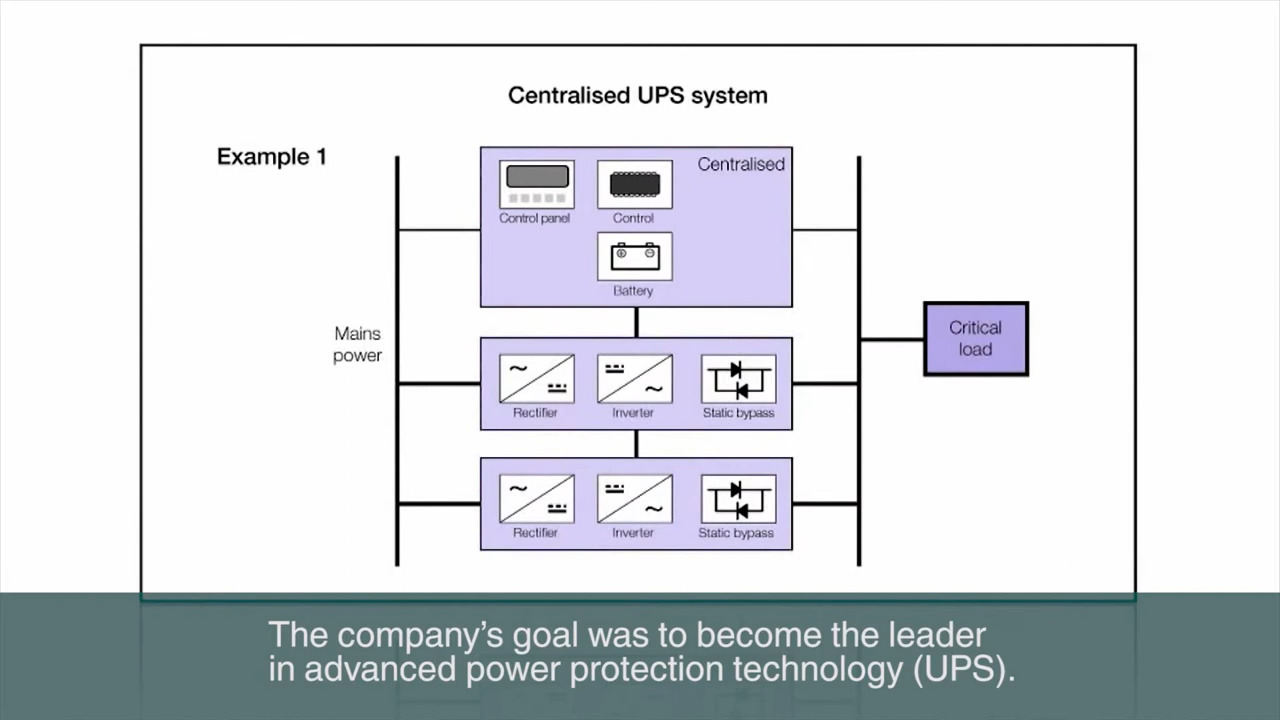 Centralised UPS system
Example 1
Centralised
Control panel
Control
Battery
Mains
power
Critical
load
Rectifier
Inverter
Static bypass
Rectifier
Inverter
Static bypass
The company's goal was to become the leader
in advanced power protection technology (UPS).